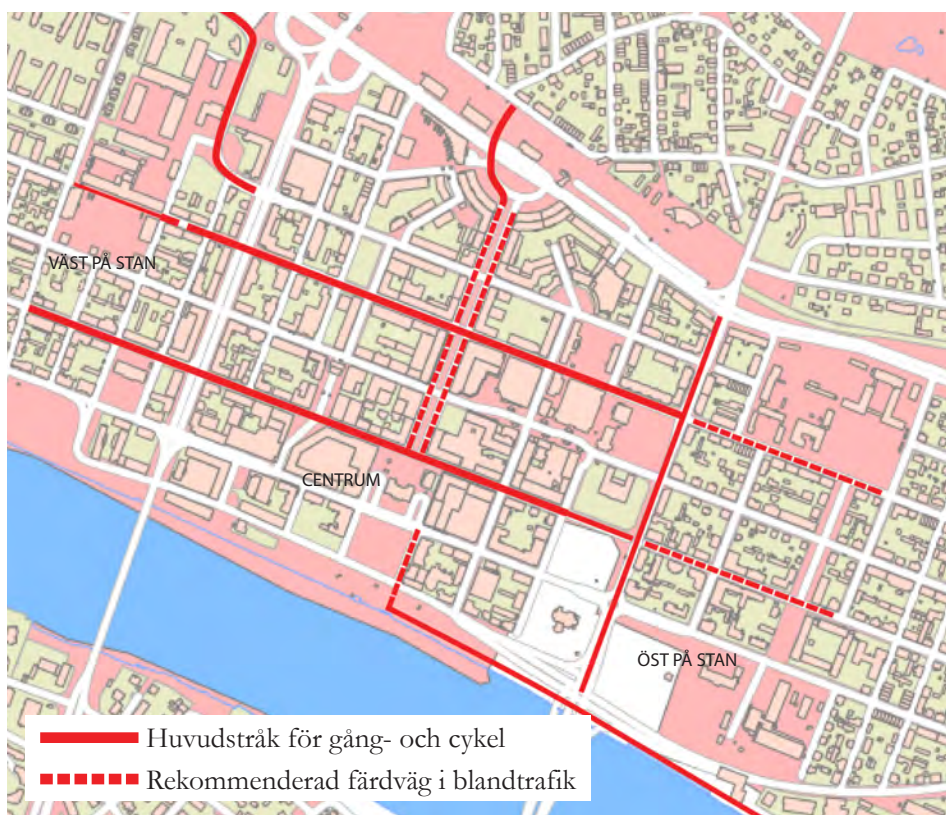 VÄST PÅ STAN
CENTRUM
ÖST PÅ STAN
Huvudstråk för gång- och cykel
Rekommenderad färdväg i blandtrafik